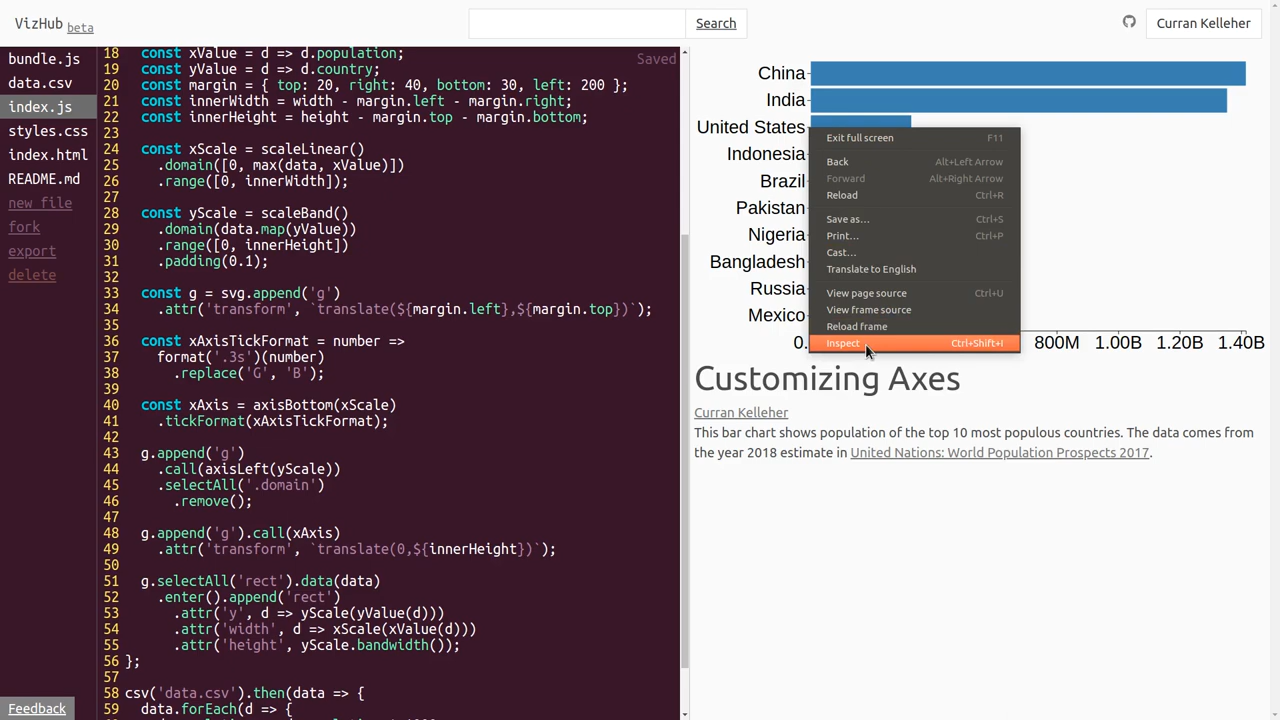 VizHub beta
Search
Curran Kelleher
bundle.js
data.csv
index.js
styles.css
index.html
README.md
new file
fork
export
delete
Feedback
Saved
18 const xValue = d => d.population;
19 const yValue = d => d.country;
20 const margin = { top: 20, right: 40, bottom: 30, left: 200 };
21 const innerWidth = width - margin.left - margin.right;
22 const innerHeight = height - margin.top - margin.bottom;
23
24 const xScale = scaleLinear()
25 .domain([0, max(data, xValue)])
26 .range([0, innerWidth]);
27
28 const yScale = scaleBand()
29 .domain(data.map(yValue))
30 .range([0, innerHeight])
31 .padding(0.1);
32
33 const g = svg.append('g')
34 .attr('transform', `translate(${margin.left},${margin.top})`);
35
36 const xAxisTickFormat = number =>
37 format('.3s')(number)
38 .replace('G', 'B');
39
40 const xAxis = axisBottom(xScale)
41 .tickFormat(xAxisTickFormat);
42
43 g.append('g')
44 .call(axisLeft(yScale))
45 .selectAll('.domain')
46 .remove();
47
48 g.append('g').call(xAxis)
49 .attr('transform', `translate(0,${innerHeight})`);
50
51 g.selectAll('rect').data(data)
52 .enter().append('rect')
53 .attr('y', d => yScale(yValue(d)))
54 .attr('width', d => xScale(xValue(d)))
55 .attr('height', yScale.bandwidth());
56 };
57
58 csv('data.csv').then(data => {
59 data.forEach(d => {
China
India
United States
Indonesia
Brazil
Pakistan
Nigeria
Bangladesh
Russia
Mexico
0. 800M 1.00B 1.20B 1.40B
Exit full screen F11
Back Alt+Left Arrow
Forward Alt+Right Arrow
Reload Ctrl+R
Save as… Ctrl+S
Print… Ctrl+P
Cast…
Translate to English
View page source Ctrl+U
View frame source
Reload frame
Inspect Ctrl+Shift+I
Customizing Axes
Curran Kelleher
This bar chart shows population of the top 10 most populous countries. The data comes from
the year 2018 estimate in United Nations: World Population Prospects 2017.